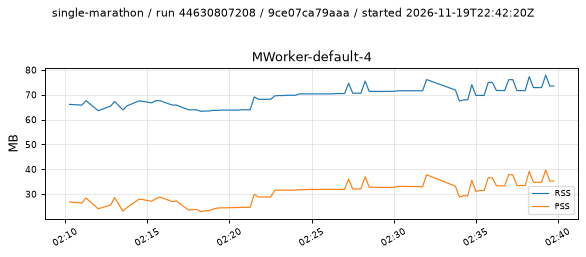 single-marathon / run 44630807208 / 9ce07ca79aaa / started 2026-11-19T22:42:20Z
MWorker-default-4
MB
80
70
60
50
40
30
RSS
PSS
02:10
02:15
02:20
02:25
02:30
02:35
02:40